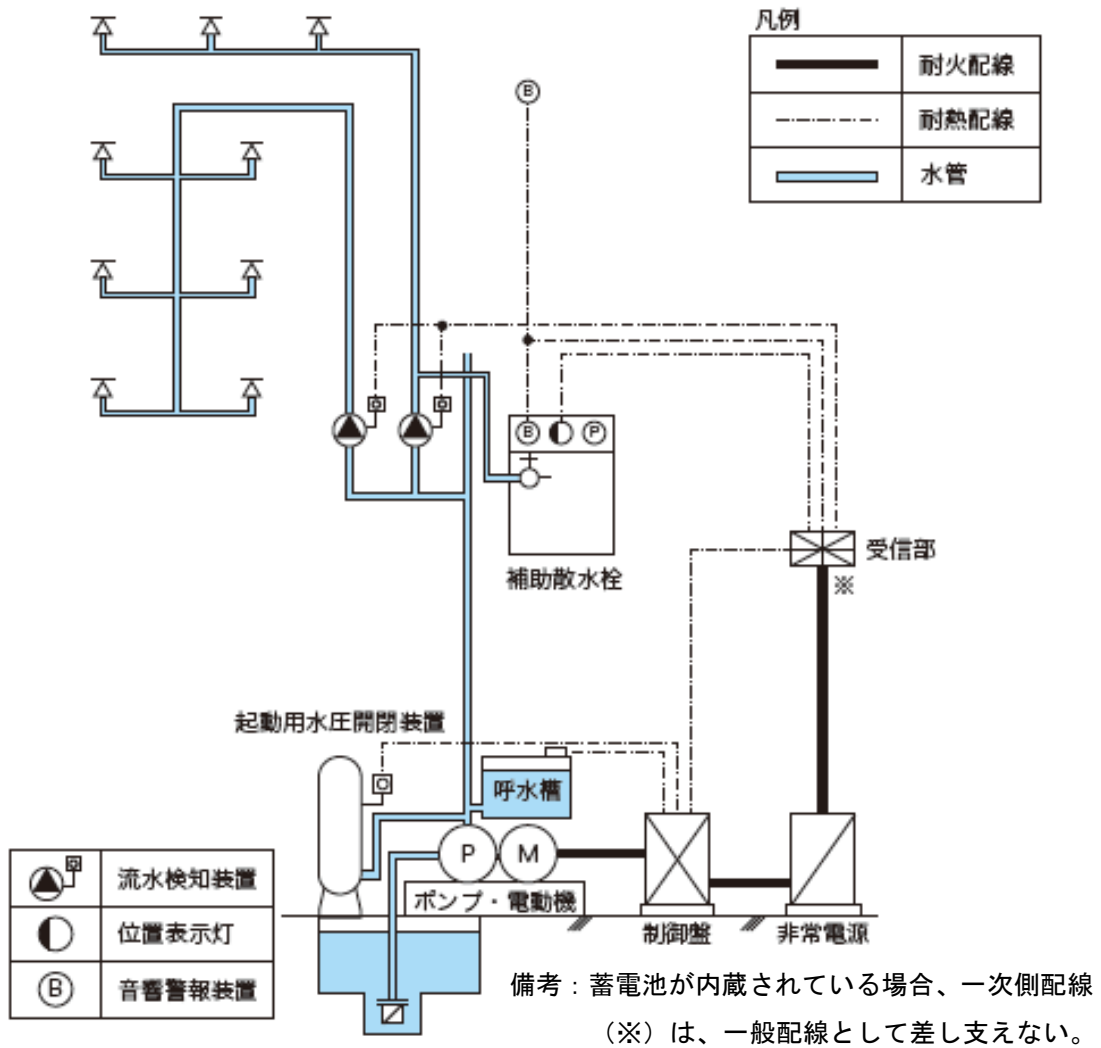 凡例
耐火配線
耐熱配線
水管
B
B
P
補助散水栓
受信部
※
起動用水圧開閉装置
呼水槽
P
M
ポンプ・電動機
制御盤
非常電源
流水検知装置
位置表示灯
B
音響警報装置
備考：蓄電池が内蔵されている場合、一次側配線
（※）は、一般配線として差し支えない。